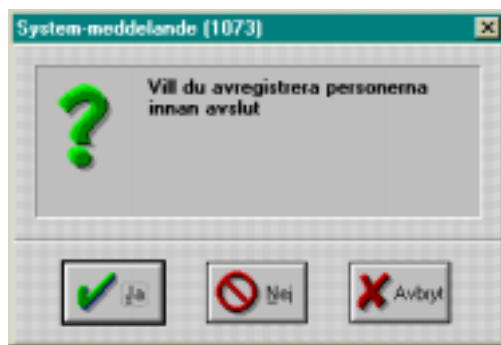 System-meddelande (1073)
Vill du avregistrera personerna
innan avslut
Ja
Nej
Avbryt